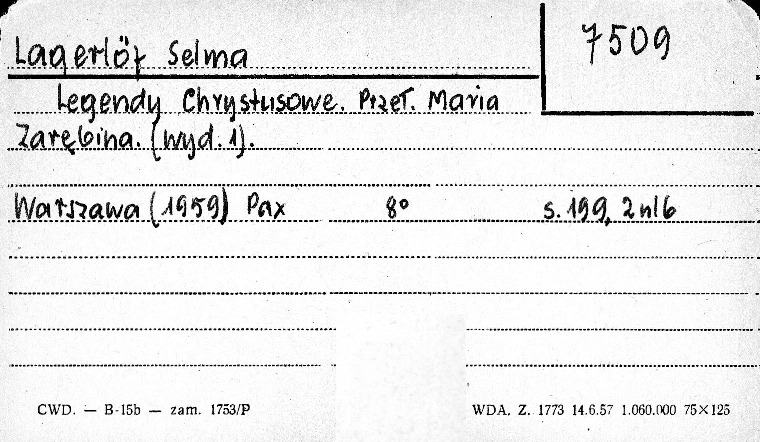 7509
Lagerlöf Selma
Legendy Chrystusowe. Przeł. Maria
Zarębina. (wyd. 1).
Warszawa (1959) Pax 8° s. 199, 2 nlb
CWD. — B-15b — zam. 1753/P WDA. Z. 1773 14.6.57 1.060.000 75×125